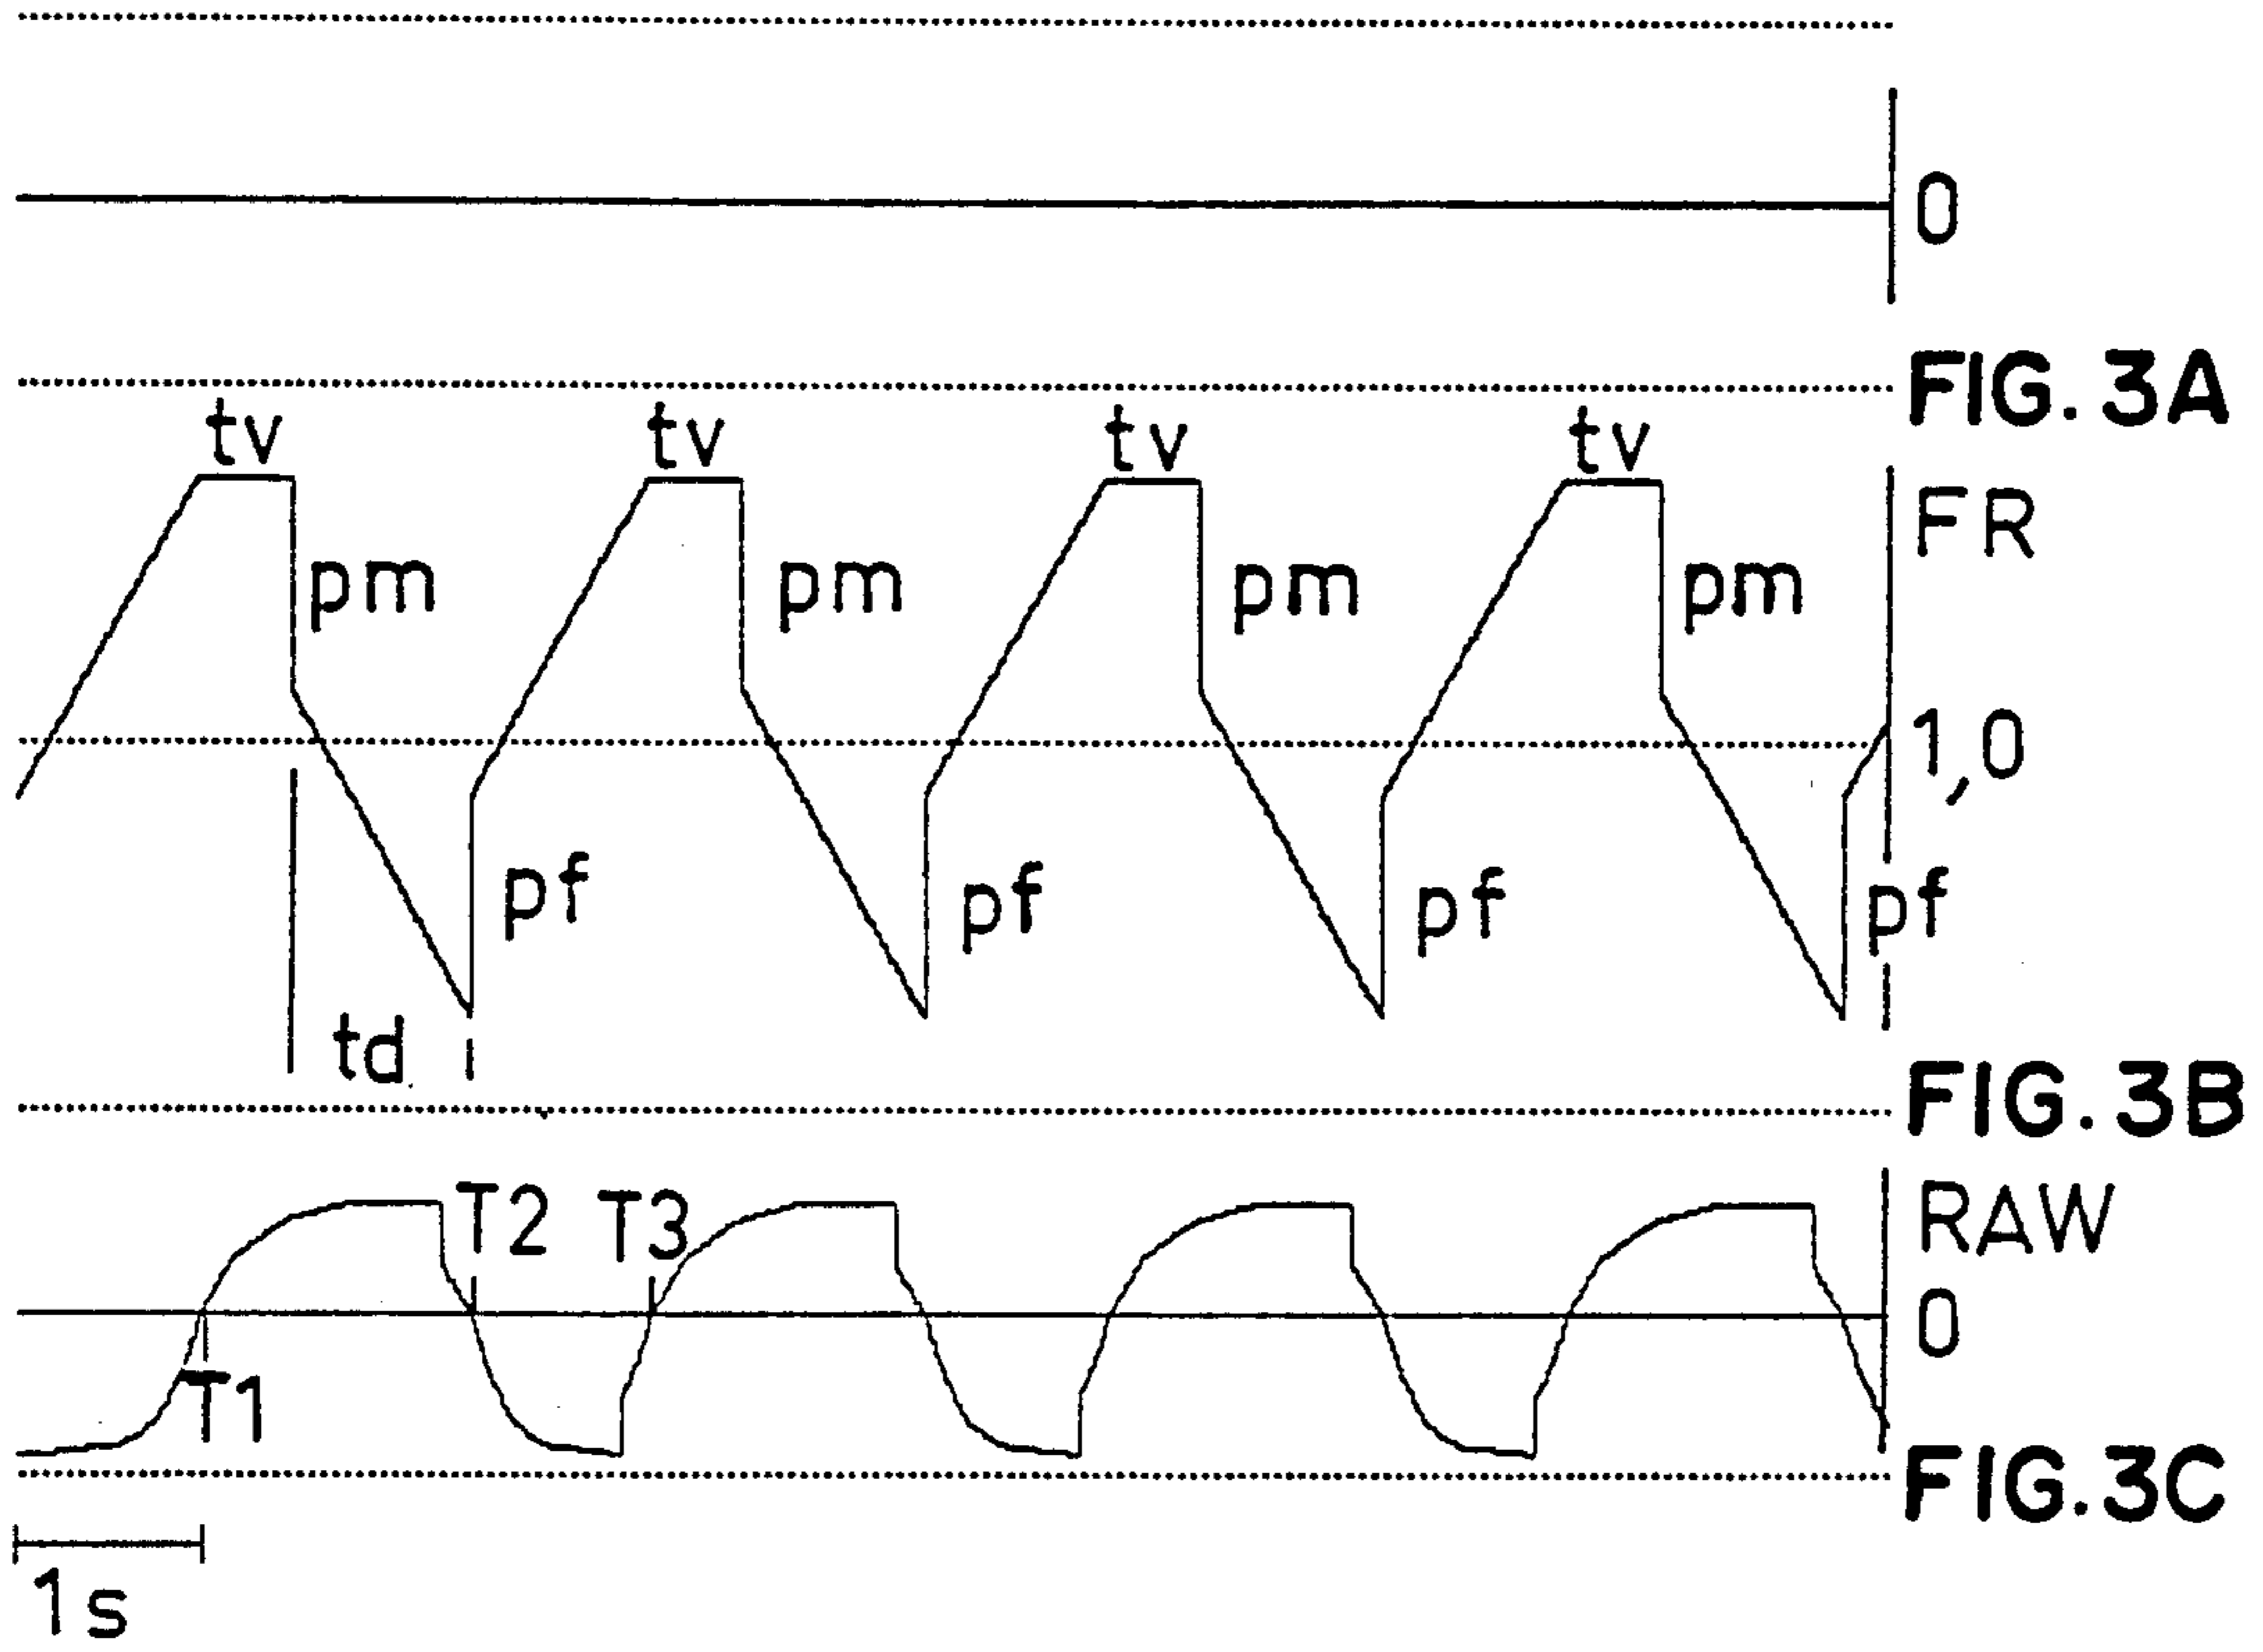 0
FIG. 3A
tv tv tv tv
FR
pm pm pm pm
1,0
pf pf pf pf
td
FIG. 3B
T2 T3 RAW
0
T1
FIG. 3C
1s